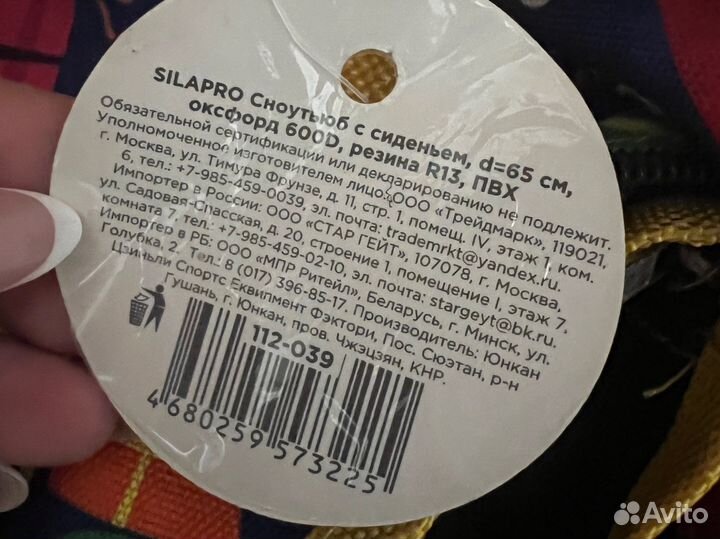 SILAPRO Сноутьюб с сиденьем, d=65 см,
оксфорд 600D, резина R13, ПВХ
Обязательной сертификации или декларированию не подлежит.
Уполномоченное изготовителем лицо: ООО «Трейдмарк», 119021,
г. Москва, ул. Тимура Фрунзе, д. 11, стр. 1, помещ. IV, этаж 1, ком.
6, тел.: +7-985-459-0039, эл. почта: trademrkt@yandex.ru.
Импортер в России: ООО «СТАР ГЕЙТ», 107078, г. Москва,
ул. Садовая-Спасская, д. 20, строение 1, помещение I, этаж 7,
комната 7, тел.: +7-985-459-02-10, эл. почта: stargeyt@bk.ru.
Импортер в РБ: ООО «МПР Ритейл», Беларусь, г. Минск, ул.
Голубка, 2. Тел.: 8 (017) 396-85-17. Производитель: Юнкан
Цзиньли Спортс Еквилмент Фэктори, Пос. Сюэтан, р-н
Гушань, г. Юнкан, пров. Чжэцзян, КНР.
112-039
4 680259 573225
Avito